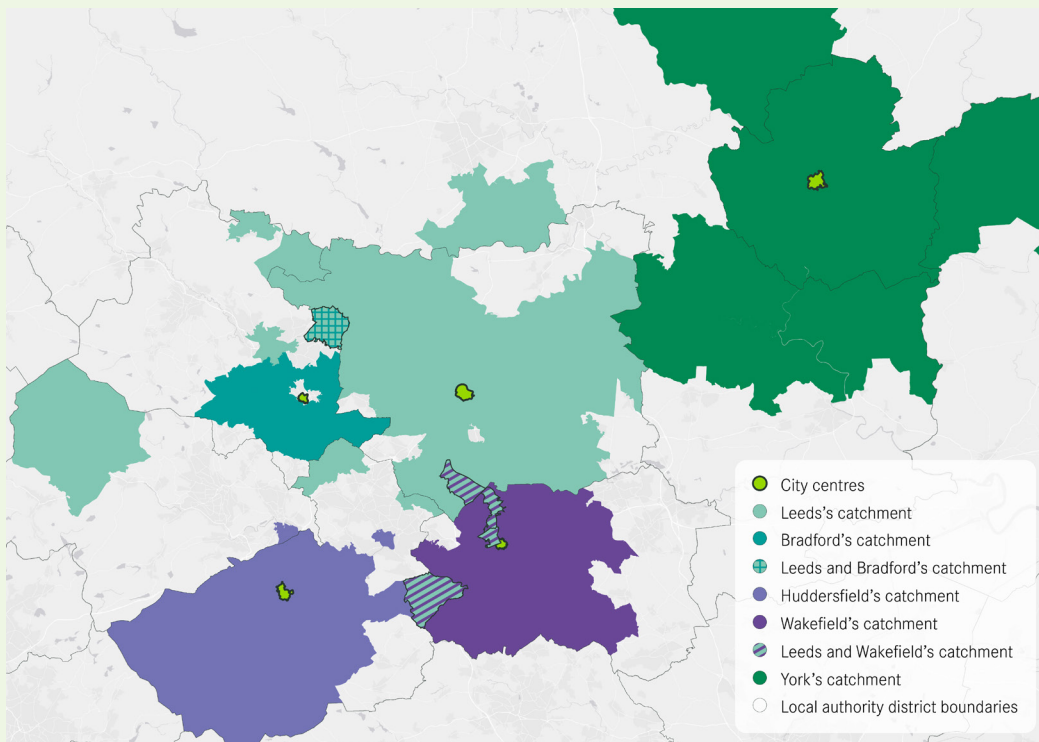 City centres
Leeds's catchment
Bradford's catchment
Leeds and Bradford's catchment
Huddersfield's catchment
Wakefield's catchment
Leeds and Wakefield's catchment
York's catchment
Local authority district boundaries